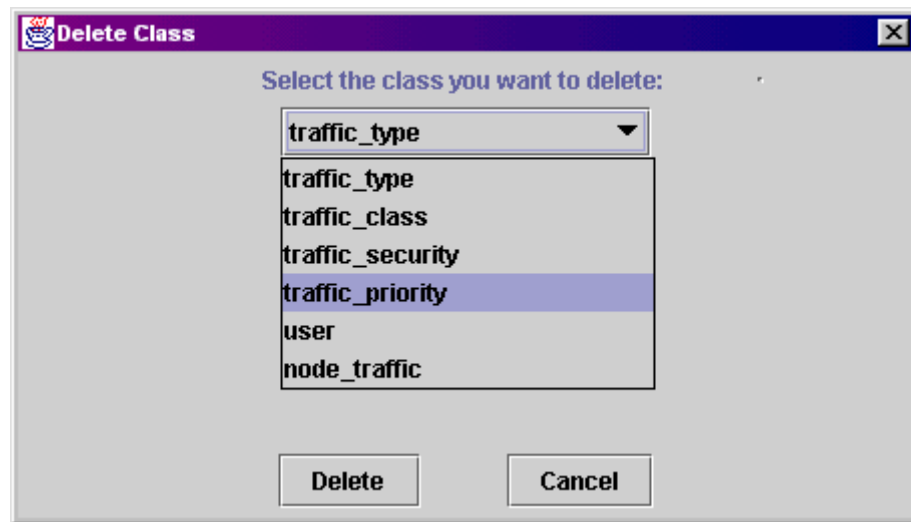 Delete Class
Select the class you want to delete:
traffic_type
traffic_type
traffic_class
traffic_security
traffic_priority
user
node_traffic
Delete Cancel